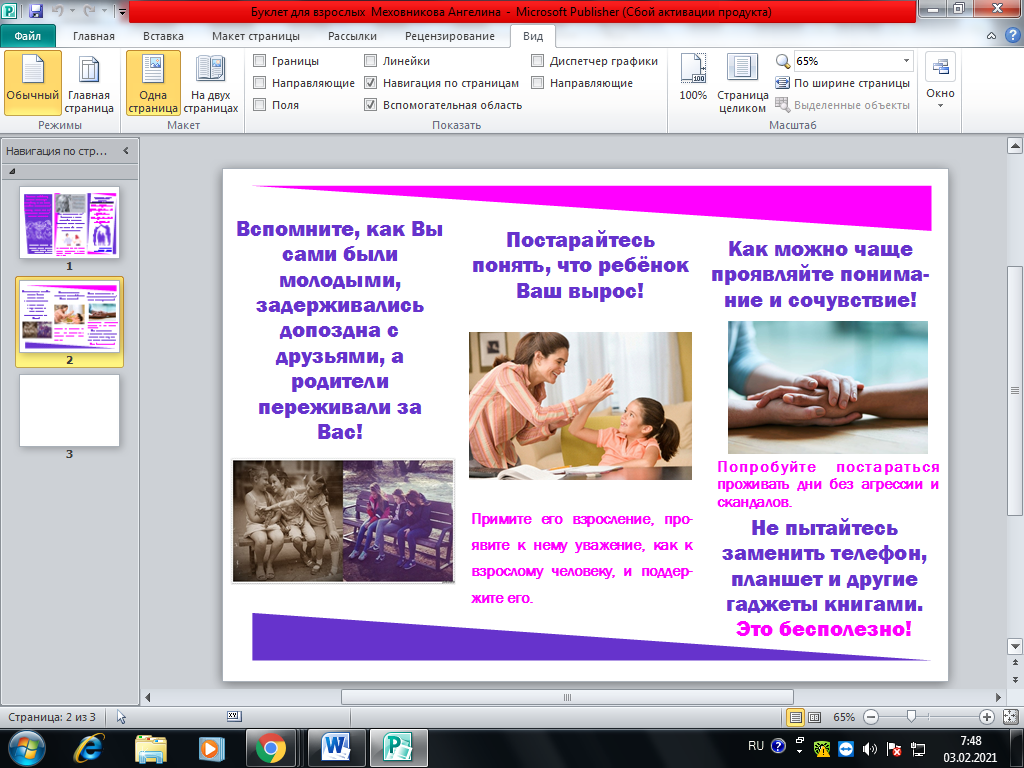 Буклет для взрослых Меховникова Ангелина - Microsoft Publisher (Сбой активации продукта)
Файл
Главная
Вставка
Макет страницы
Рассылки
Рецензирование
Вид
Обычный
Главная страница
Режимы
Одна страница
На двух страницах
Макет
Границы
Направляющие
Поля
Линейки
Навигация по страницам
Вспомогательная область
Диспетчер графики
Направляющие
Показать
100%
Страница целиком
65%
По ширине страницы
Выделенные объекты
Масштаб
Окно
Навигация по стр...
1
2
3
Вспомните, как Вы
сами были
молодыми,
задерживались
допоздна с
друзьями, а
родители
переживали за
Вас!
Постарайтесь
понять, что ребёнок
Ваш вырос!
Примите его взросление, про-
явите к нему уважение, как к
взрослому человеку, и поддер-
жите его.
Как можно чаще
проявляйте понима-
ние и сочувствие!
Попробуйте постараться
проживать дни без агрессии и
скандалов.
Не пытайтесь
заменить телефон,
планшет и другие
гаджеты книгами.
Это бесполезно!
Страница: 2 из 3
65%
RU
7:48
03.02.2021